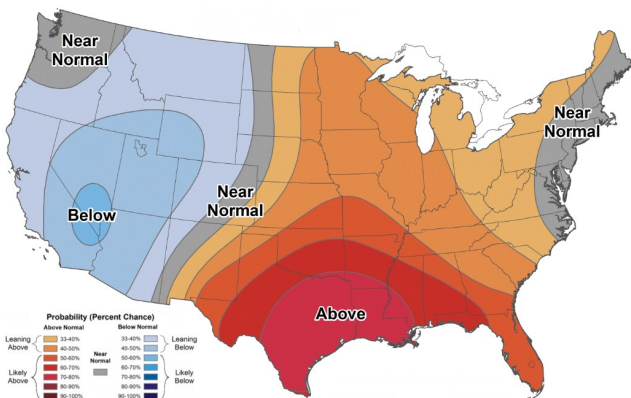 Near
Normal
Near
Normal
Near
Normal
Below
Above
Probability (Percent Chance)
Above Normal
Below Normal
Leaning
Above
33-40%
40-50%
Likely
Above
50-60%
60-70%
70-80%
80-90%
90-100%
Near
Normal
33-40%
40-50%
Leaning
Below
50-60%
60-70%
70-80%
80-90%
90-100%
Likely
Below